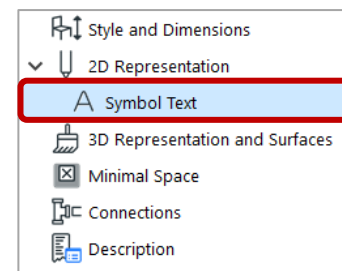 Style and Dimensions
2D Representation
Symbol Text
3D Representation and Surfaces
Minimal Space
Connections
Description